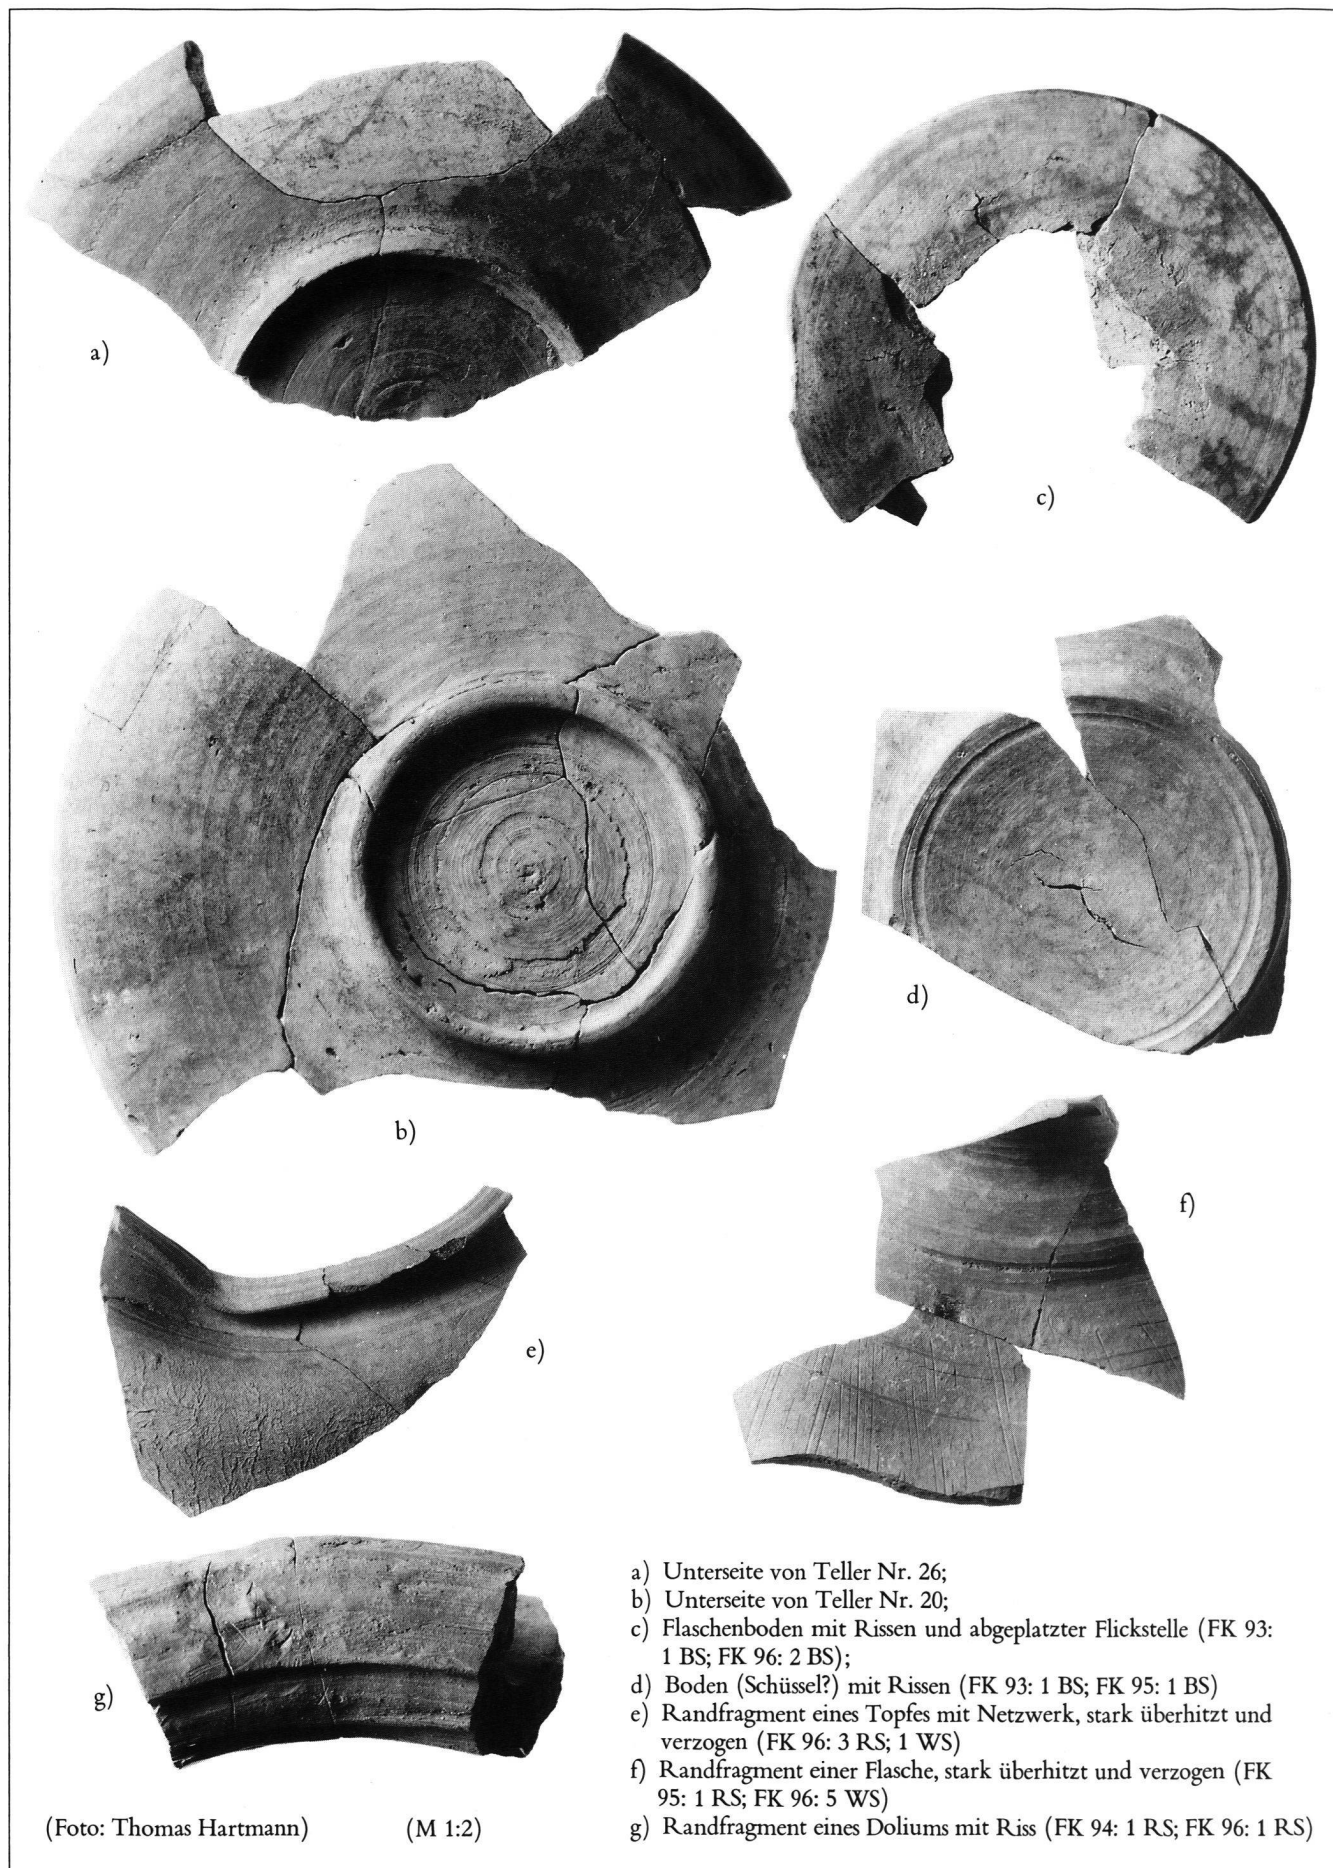 a)
c)
b)
d)
e)
f)
g)
a) Unterseite von Teller Nr. 26;
b) Unterseite von Teller Nr. 20;
c) Flaschenboden mit Rissen und abgeplatzter Flickstelle (FK 93:
1 BS; FK 96: 2 BS);
d) Boden (Schüssel?) mit Rissen (FK 93: 1 BS; FK 95: 1 BS)
e) Randfragment eines Topfes mit Netzwerk, stark überhitzt und
verzogen (FK 96: 3 RS; 1 WS)
f) Randfragment einer Flasche, stark überhitzt und verzogen (FK
95: 1 RS; FK 96: 5 WS)
g) Randfragment eines Doliums mit Riss (FK 94: 1 RS; FK 96: 1 RS)
(Foto: Thomas Hartmann) (M 1:2)